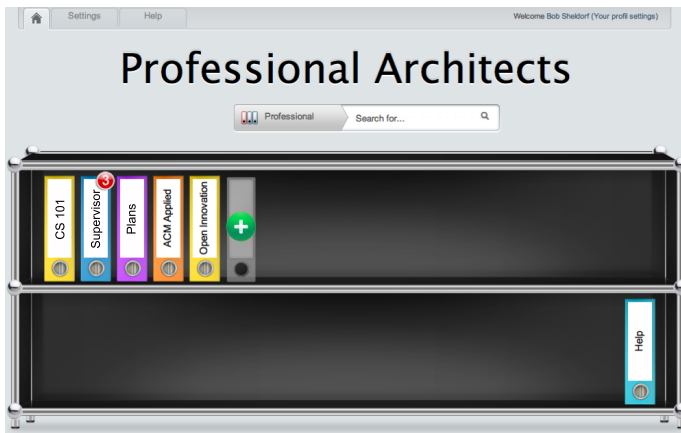 Settings
Help
Welcome Bob Sheldorf (Your profil settings)
Professional Architects
Professional
Search for...
CS 101
Supervisor
3
Plans
ACM Applied
Open Innovation
Help